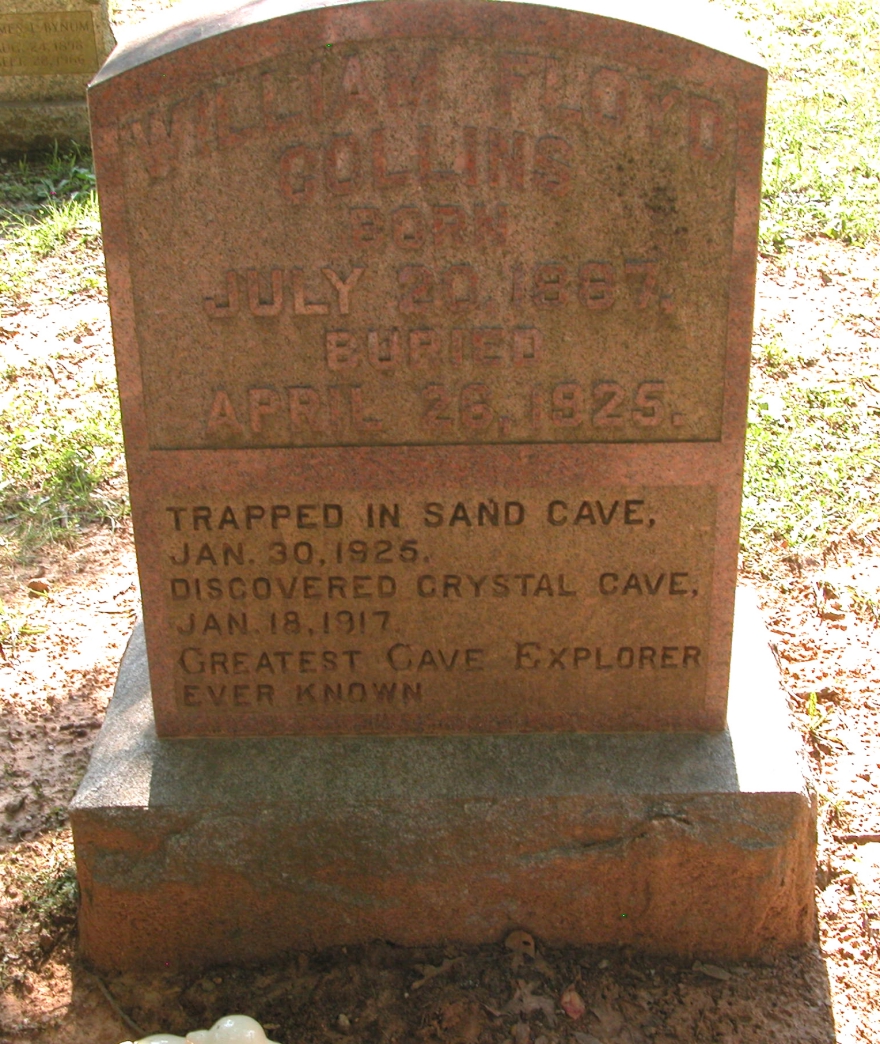 WILLIAM FLOYD
COLLINS
BORN
JULY 20, 1887.
BURIED
APRIL 26, 1925.
TRAPPED IN SAND CAVE,
JAN. 30, 1925.
DISCOVERED CRYSTAL CAVE,
JAN. 18, 1917.
GREATEST CAVE EXPLORER
EVER KNOWN
BYNUM